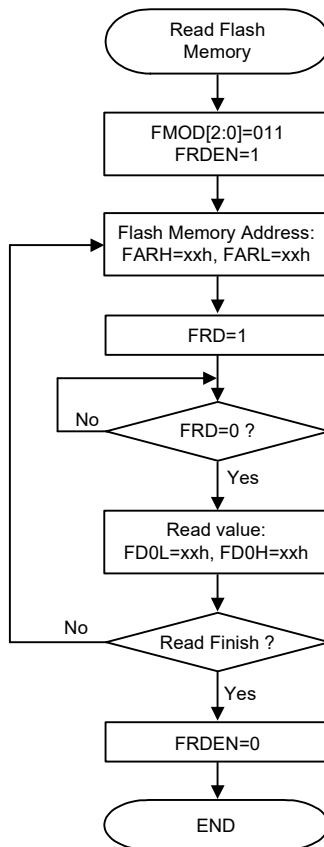 Read Flash
Memory
FMOD[2:0]=011
FRDEN=1
Flash Memory Address:
FARH=xxh, FARL=xxh
FRD=1
No
FRD=0 ?
Yes
Read value:
FD0L=xxh, FD0H=xxh
No
Read Finish ?
Yes
FRDEN=0
END